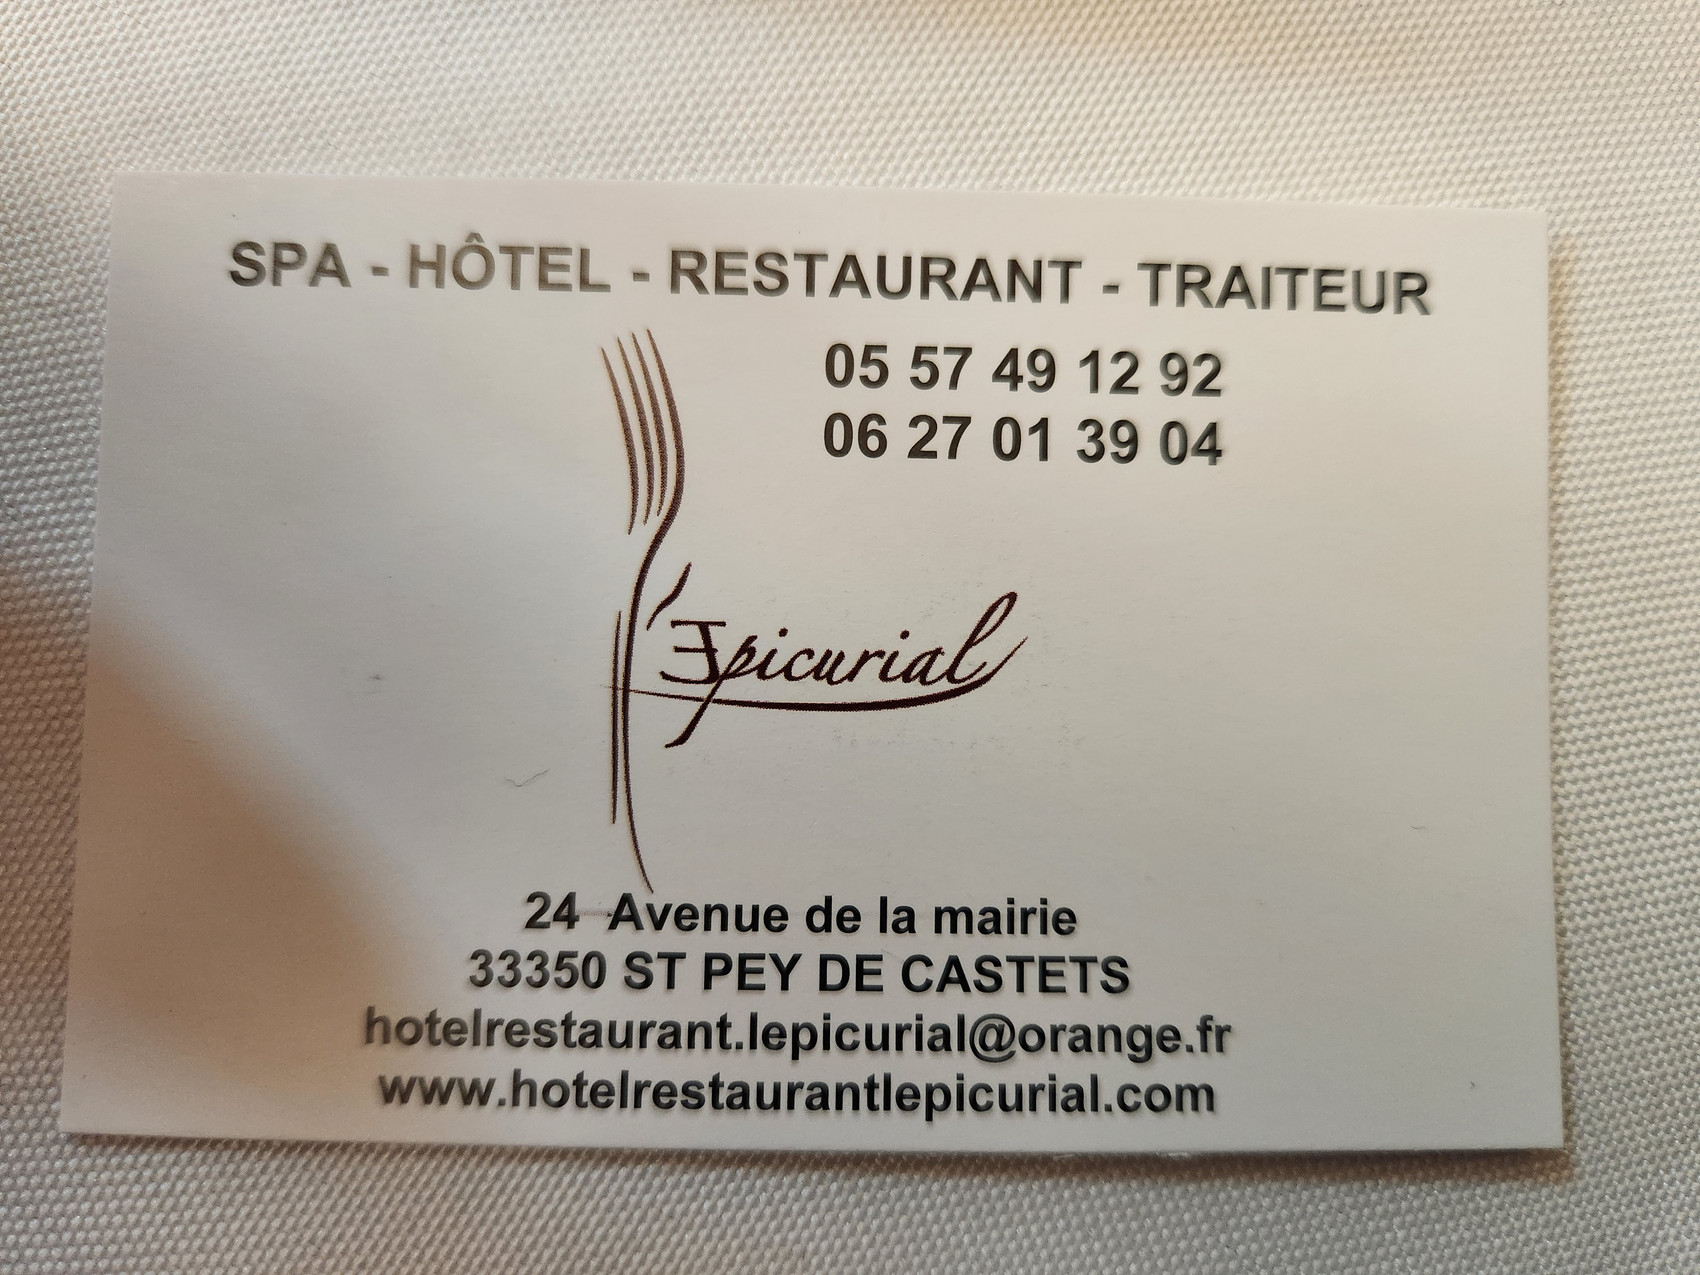 SPA - HÔTEL - RESTAURANT - TRAITEUR
05 57 49 12 92
06 27 01 39 04
L'Epicurial
24 Avenue de la mairie
33350 ST PEY DE CASTETS
hotelrestaurant.lepicurial@orange.fr
www.hotelrestaurantlepicurial.com